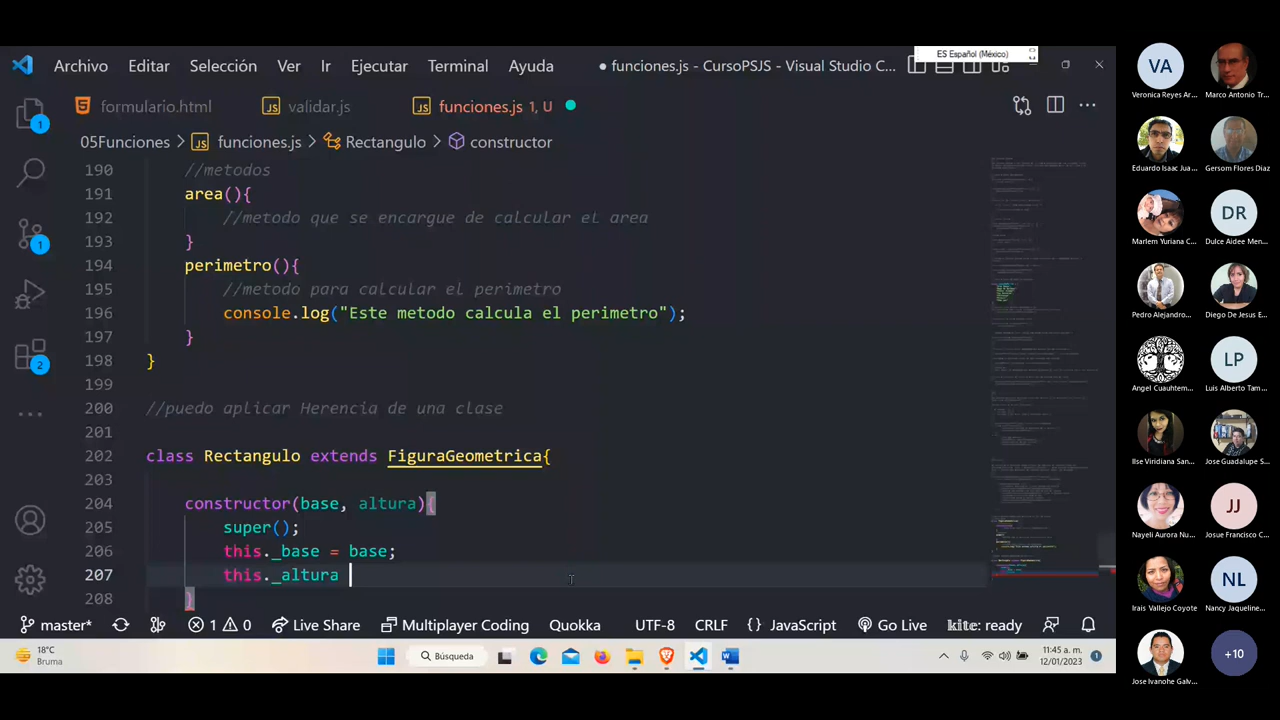 ES Español (México)
Archivo Editar Selección Ver Ir Ejecutar Terminal Ayuda
● funciones.js - CursoPSJS - Visual Studio C...
formulario.html
JS validar.js
JS funciones.js 1, U
05Funciones > JS funciones.js > Rectangulo > constructor
190 //metodos
191 area(){
192 //metodo que se encargue de calcular el area
193 }
194 perimetro(){
195 //metodo para calcular el perimetro
196 console.log("Este metodo calcula el perimetro");
197 }
198 }
199
200 //puedo aplicar Herencia de una clase
201
202 class Rectangulo extends FiguraGeometrica{
203
204 constructor(base, altura){
205 super();
206 this._base = base;
207 this._altura
208 }
1
1
2
master* 1 0 Live Share Multiplayer Coding Quokka UTF-8 CRLF {} JavaScript Go Live kite: ready
18°C
Bruma
Búsqueda
11:45 a. m.
12/01/2023
1
VA
Veronica Reyes Ar...
Marco Antonio Tr...
Eduardo Isaac Jua...
Gersom Flores Diaz
Marlem Yuriana C...
DR
Dulce Aidee Men...
Pedro Alejandro...
Diego De Jesus E...
Angel Cuauhtem...
LP
Luis Alberto Tam...
Ilse Viridiana San...
Jose Guadalupe S...
Nayeli Aurora Nu...
JJ
Josue Francisco C...
Irais Vallejo Coyote
NL
Nancy Jaqueline...
Jose Ivanohe Galv...
+10